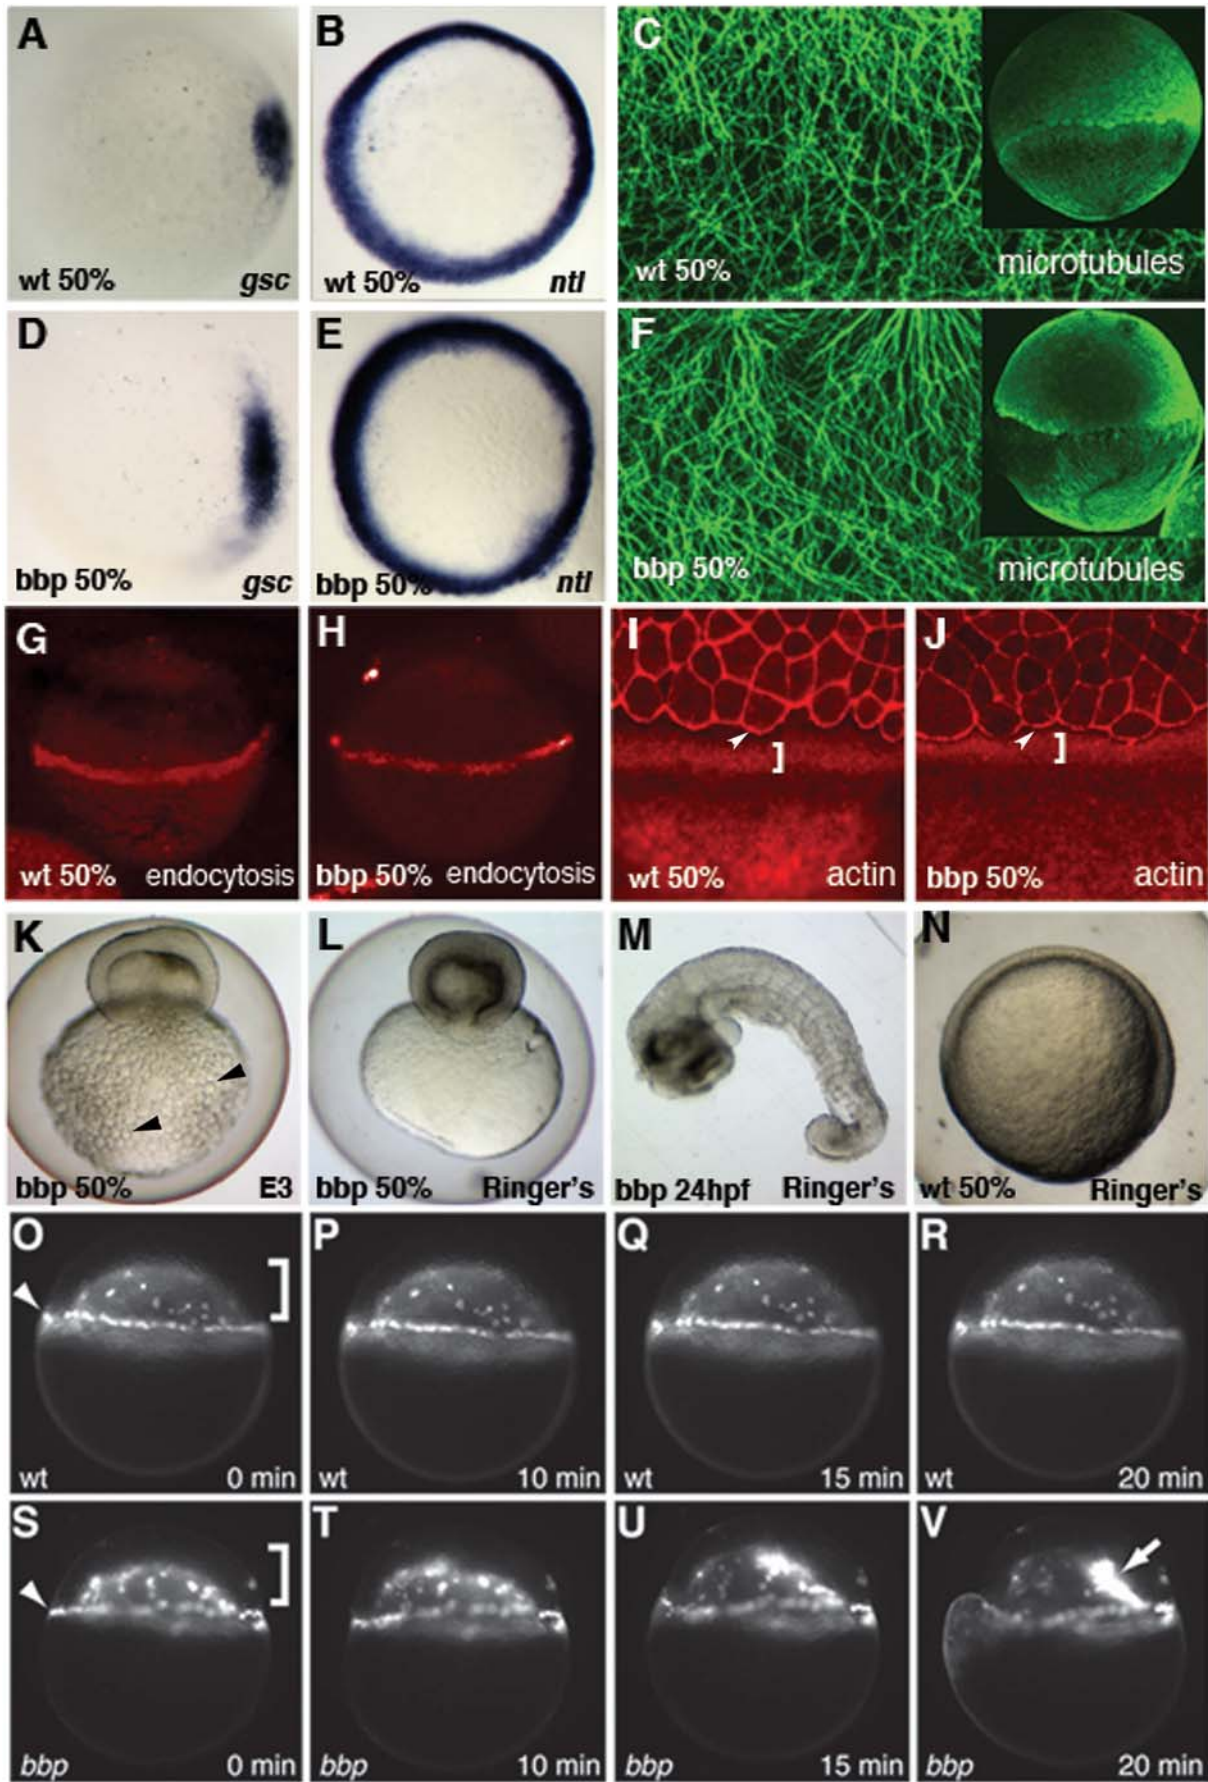 A
wt 50% gsc
B
wt 50% ntl
C
wt 50% microtubules
D
bbp 50% gsc
E
bbp 50% ntl
F
bbp 50% microtubules
G
wt 50% endocytosis
H
bbp 50% endocytosis
I
wt 50% actin
J
bbp 50% actin
K
bbp 50% E3
L
bbp 50% Ringer's
M
bbp 24hpf Ringer's
N
wt 50% Ringer's
O
wt 0 min
P
wt 10 min
Q
wt 15 min
R
wt 20 min
S
bbp 0 min
T
bbp 10 min
U
bbp 15 min
V
bbp 20 min